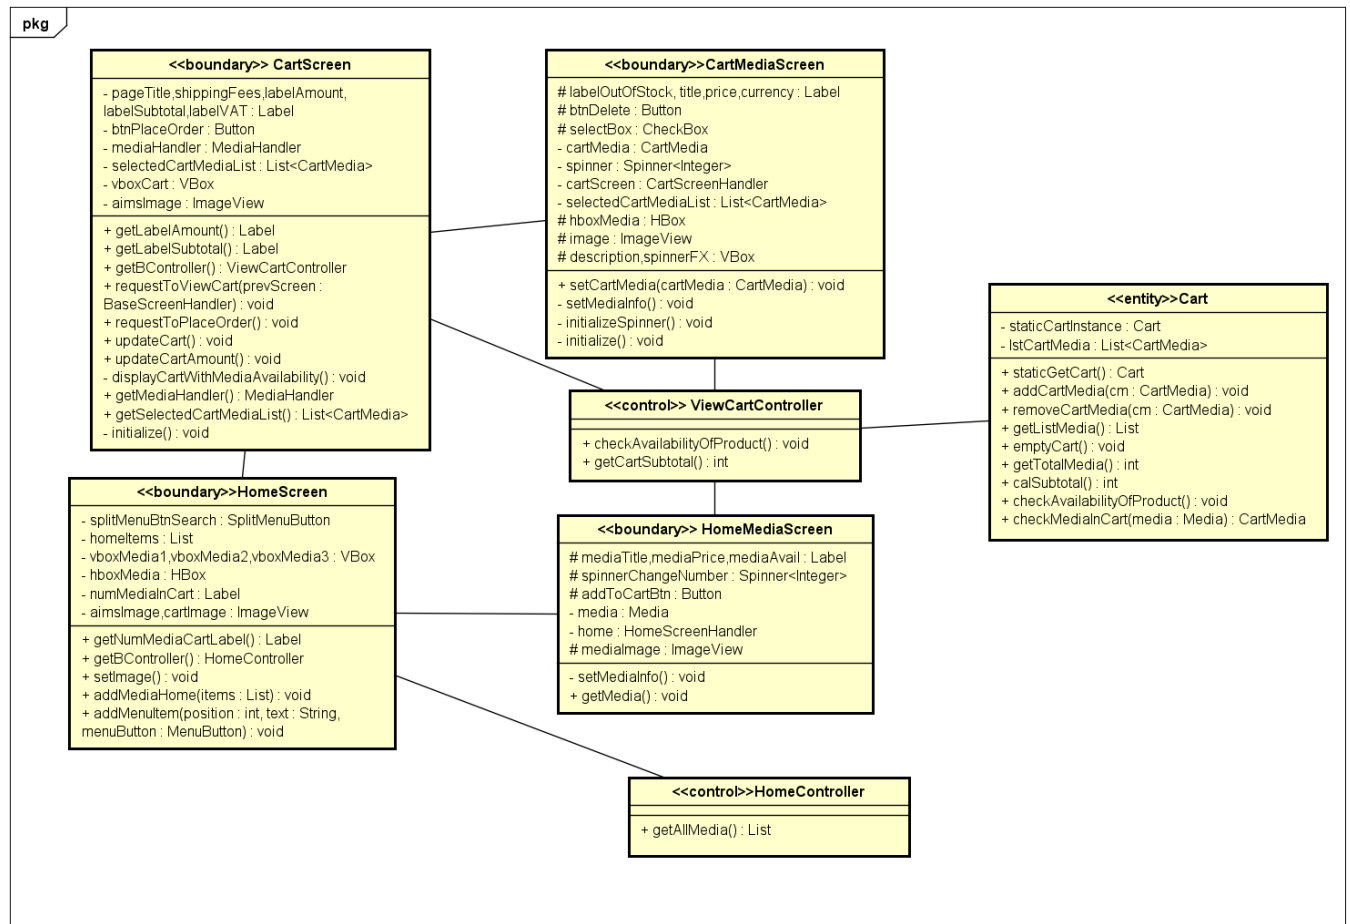 pkg
<<boundary>> CartScreen
- pageTitle,shippingFees,labelAmount,
labelSubtotal,labelVAT : Label
- btnPlaceOrder : Button
- mediaHandler : MediaHandler
- selectedCartMediaList : List<CartMedia>
- vboxCart : VBox
- aimsImage : ImageView
+ getLabelAmount() : Label
+ getLabelSubtotal() : Label
+ getBController() : ViewCartController
+ requestToViewCart(prevScreen :
BaseScreenHandler) : void
+ requestToPlaceOrder() : void
+ updateCart() : void
+ updateCartAmount() : void
- displayCartWithMediaAvailability() : void
+ getMediaHandler() : MediaHandler
+ getSelectedCartMediaList() : List<CartMedia>
- initialize() : void
<<boundary>>CartMediaScreen
# labelOutOfStock, title,price,currency : Label
# btnDelete : Button
# selectBox : CheckBox
- cartMedia : CartMedia
- spinner : Spinner<Integer>
- cartScreen : CartScreenHandler
- selectedCartMediaList : List<CartMedia>
# hboxMedia : HBox
# image : ImageView
# description,spinnerFX : VBox
+ setCartMedia(cartMedia : CartMedia) : void
- setMediaInfo() : void
- initializeSpinner() : void
- initialize() : void
<<entity>>Cart
- staticCartInstance : Cart
- lstCartMedia : List<CartMedia>
+ staticGetCart() : Cart
+ addCartMedia(cm : CartMedia) : void
+ removeCartMedia(cm : CartMedia) : void
+ getListMedia() : List
+ emptyCart() : void
+ getTotalMedia() : int
+ calSubtotal() : int
+ checkAvailabilityOfProduct() : void
+ checkMediaInCart(media : Media) : CartMedia
<<control>> ViewCartController
+ checkAvailabilityOfProduct() : void
+ getCartSubtotal() : int
<<boundary>>HomeScreen
- splitMenuBtnSearch : SplitMenuButton
- homeItems : List
- vboxMedia1,vboxMedia2,vboxMedia3 : VBox
- hboxMedia : HBox
- numMediaInCart : Label
- aimsImage,cartImage : ImageView
+ getNumMediaCartLabel() : Label
+ getBController() : HomeController
+ setImage() : void
+ addMediaHome(items : List) : void
+ addMenuItem(position : int, text : String,
menuButton : MenuButton) : void
<<boundary>> HomeMediaScreen
# mediaTitle,mediaPrice,mediaAvail : Label
# spinnerChangeNumber : Spinner<Integer>
# addToCartBtn : Button
- media : Media
- home : HomeScreenHandler
# mediaImage : ImageView
- setMediaInfo() : void
+ getMedia() : void
<<control>>HomeController
+ getAllMedia() : List